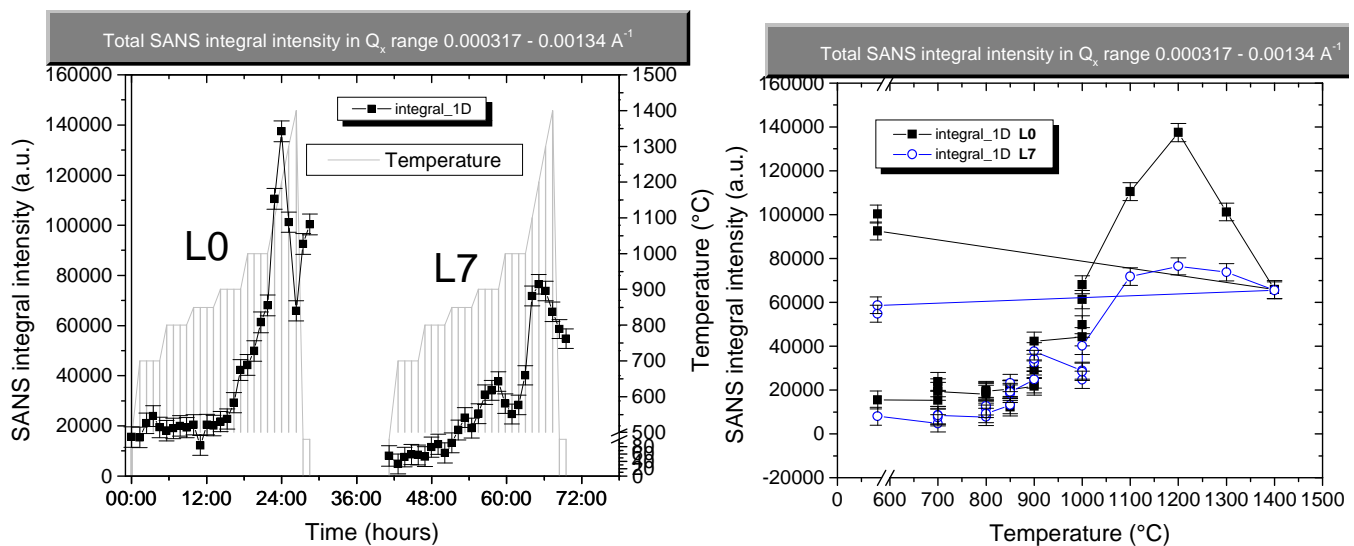 Total SANS integral intensity in Qx range 0.000317 - 0.00134 A-1
160000
140000
120000
100000
80000
60000
40000
20000
0
SANS integral intensity (a.u.)
integral_1D
Temperature
L0
L7
1500
1400
1300
1200
1100
1000
900
800
700
600
500
80
60
40
20
0
Temperature (°C)
00:00 12:00 24:00 36:00 48:00 60:00 72:00
Time (hours)
Total SANS integral intensity in Qx range 0.000317 - 0.00134 A-1
160000
140000
120000
100000
80000
60000
40000
20000
0
-20000
SANS integral intensity (a.u.)
integral_1D L0
integral_1D L7
0 600 700 800 900 1000 1100 1200 1300 1400 1500
Temperature (°C)